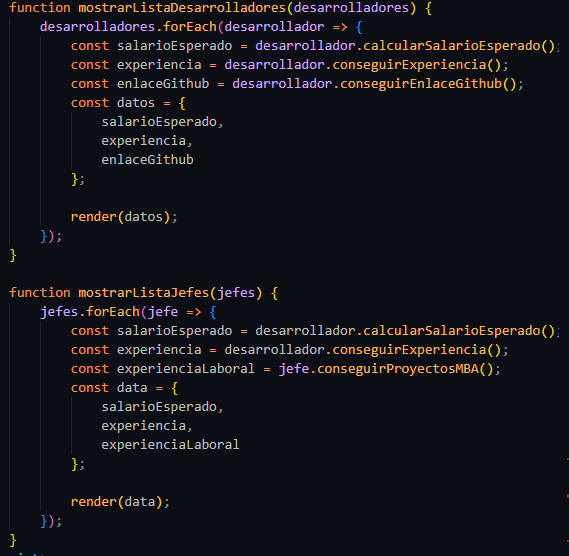 function mostrarListaDesarrolladores(desarrolladores) {
    desarrolladores.forEach(desarrollador => {
        const salarioEsperado = desarrollador.calcularSalarioEsperado();
        const experiencia = desarrollador.conseguirExperiencia();
        const enlaceGithub = desarrollador.conseguirEnlaceGithub();
        const datos = {
            salarioEsperado,
            experiencia,
            enlaceGithub
        };

        render(datos);
    });
}

function mostrarListaJefes(jefes) {
    jefes.forEach(jefe => {
        const salarioEsperado = desarrollador.calcularSalarioEsperado();
        const experiencia = desarrollador.conseguirExperiencia();
        const experienciaLaboral = jefe.conseguirProyectosMBA();
        const data = {
            salarioEsperado,
            experiencia,
            experienciaLaboral
        };

        render(data);
    });
}